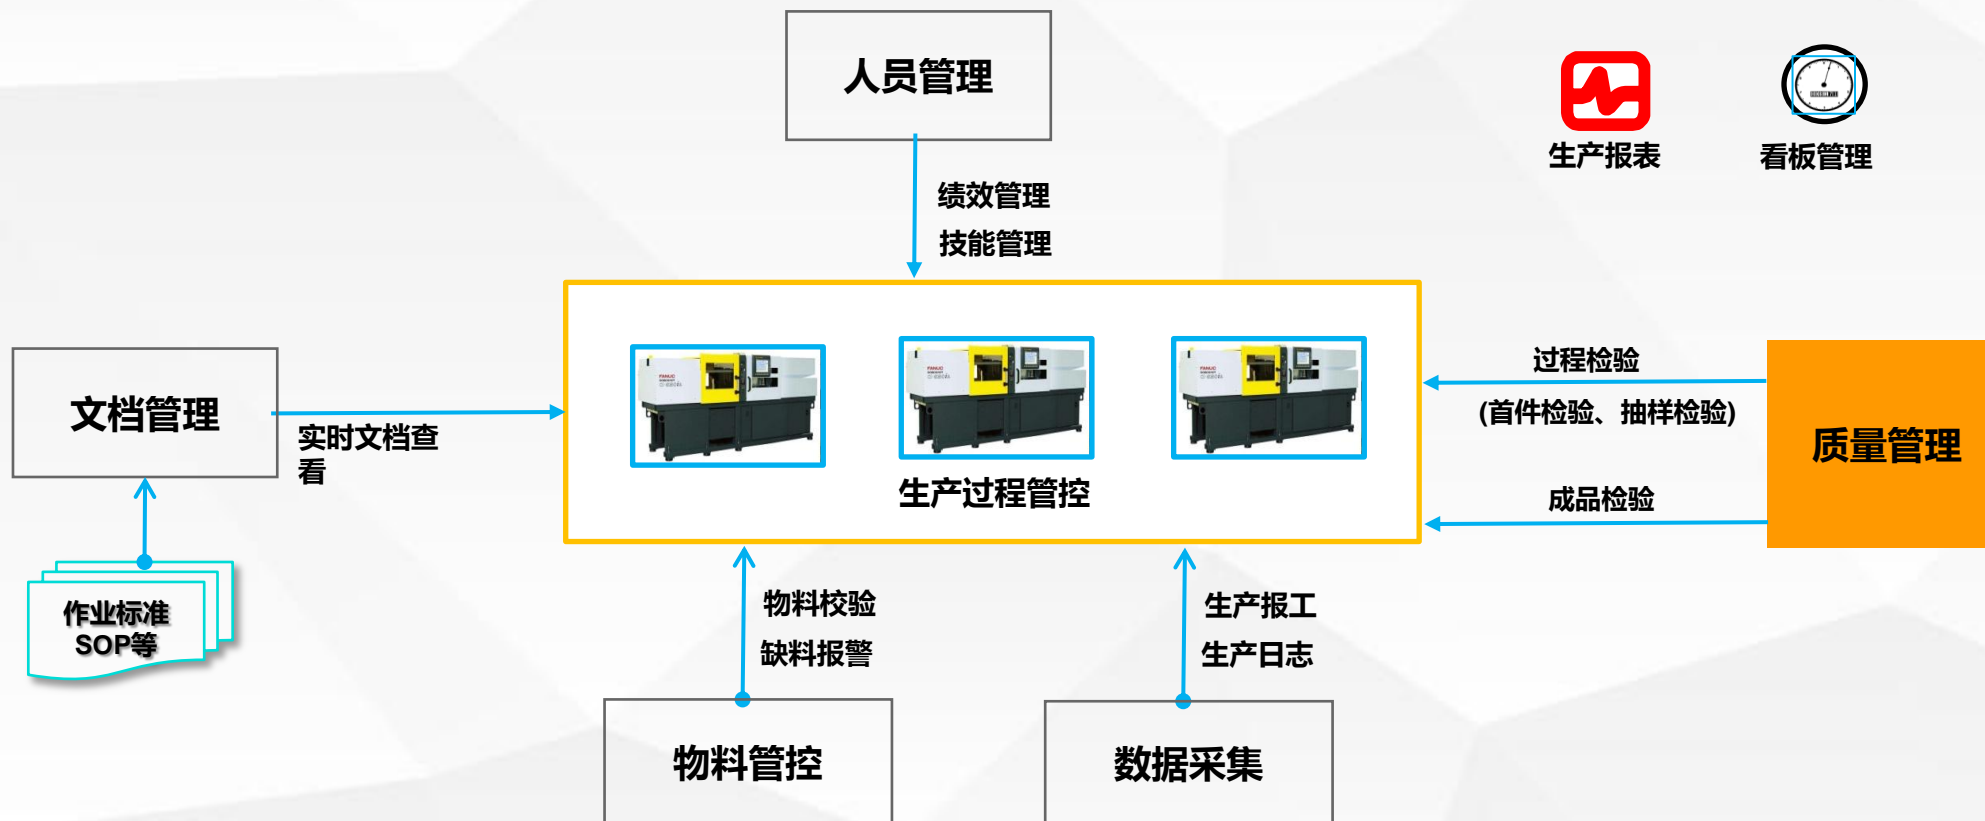 人员管理
生产报表
看板管理
绩效管理
技能管理
文档管理
实时文档查
看
FANUC
FANUC
FANUC
生产过程管控
过程检验
(首件检验、抽样检验)
成品检验
质量管理
作业标准
SOP等
物料校验
缺料报警
生产报工
生产日志
物料管控
数据采集